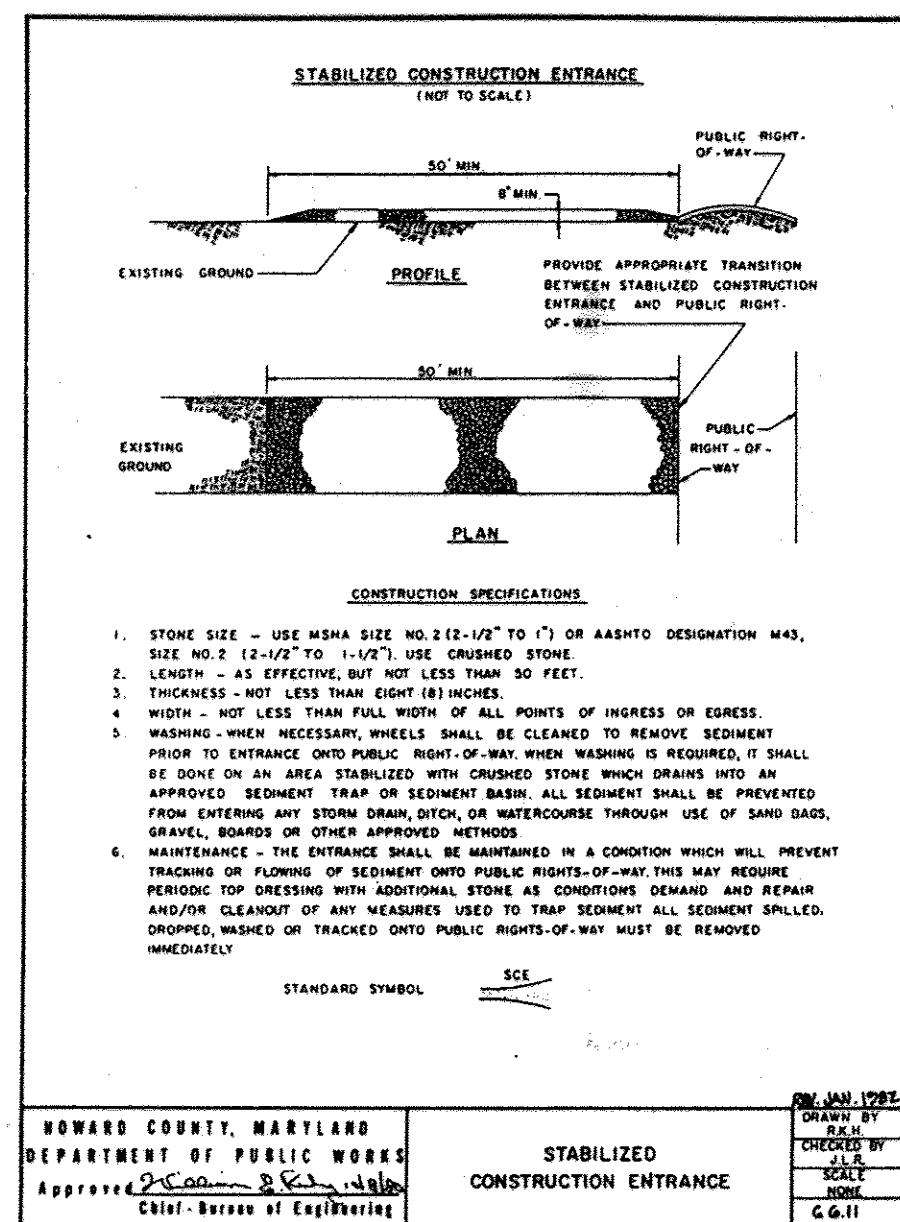 STABILIZED CONSTRUCTION ENTRANCE
(NOT TO SCALE)
PUBLIC RIGHT-
OF-WAY
50' MIN.
8" MIN.
EXISTING GROUND
PROFILE
PROVIDE APPROPRIATE TRANSITION
BETWEEN STABILIZED CONSTRUCTION
ENTRANCE AND PUBLIC RIGHT-
OF-WAY
50' MIN.
EXISTING
GROUND
PUBLIC
RIGHT-OF-
WAY
PLAN
CONSTRUCTION SPECIFICATIONS
1. STONE SIZE - USE MSHA SIZE NO. 2 (2-1/2" TO 1") OR AASHTO DESIGNATION M43,
SIZE NO. 2 (2-1/2" TO 1-1/2"). USE CRUSHED STONE.
2. LENGTH - AS EFFECTIVE, BUT NOT LESS THAN 50 FEET.
3. THICKNESS - NOT LESS THAN EIGHT (8) INCHES.
4 WIDTH - NOT LESS THAN FULL WIDTH OF ALL POINTS OF INGRESS OR EGRESS.
5. WASHING - WHEN NECESSARY, WHEELS SHALL BE CLEANED TO REMOVE SEDIMENT
PRIOR TO ENTRANCE ONTO PUBLIC RIGHT-OF-WAY. WHEN WASHING IS REQUIRED, IT SHALL
BE DONE ON AN AREA STABILIZED WITH CRUSHED STONE WHICH DRAINS INTO AN
APPROVED SEDIMENT TRAP OR SEDIMENT BASIN. ALL SEDIMENT SHALL BE PREVENTED
FROM ENTERING ANY STORM DRAIN, DITCH, OR WATERCOURSE THROUGH USE OF SAND BAGS,
GRAVEL, BOARDS OR OTHER APPROVED METHODS.
6. MAINTENANCE - THE ENTRANCE SHALL BE MAINTAINED IN A CONDITION WHICH WILL PREVENT
TRACKING OR FLOWING OF SEDIMENT ONTO PUBLIC RIGHTS-OF-WAY. THIS MAY REQUIRE
PERIODIC TOP DRESSING WITH ADDITIONAL STONE AS CONDITIONS DEMAND AND REPAIR
AND/OR CLEANOUT OF ANY MEASURES USED TO TRAP SEDIMENT ALL SEDIMENT SPILLED,
DROPPED, WASHED OR TRACKED ONTO PUBLIC RIGHTS-OF-WAY MUST BE REMOVED
IMMEDIATELY
STANDARD SYMBOL
SCE
REV. JAN. 1982
HOWARD COUNTY, MARYLAND
DEPARTMENT OF PUBLIC WORKS
Approved
Chief-Bureau of Engineering
STABILIZED
CONSTRUCTION ENTRANCE
DRAWN BY
R.K.H.
CHECKED BY
J.L.R.
SCALE
NONE
G 6.11